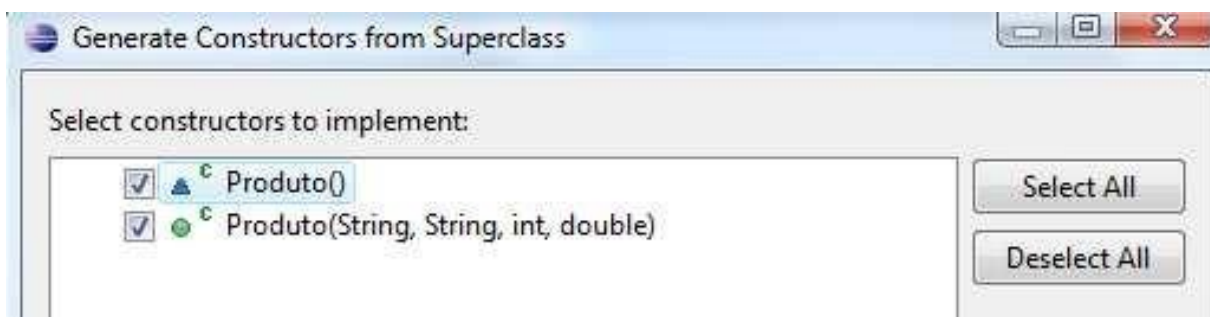 Generate Constructors from Superclass
Select constructors to implement:
C Produto()
C Produto(String, String, int, double)
Select All
Deselect All